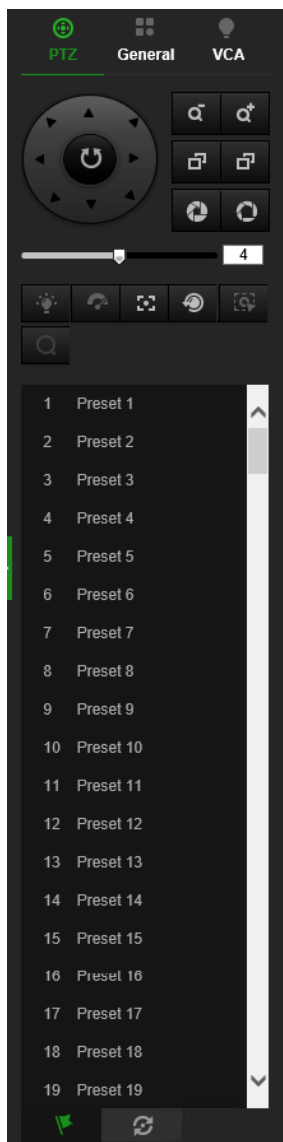 PTZ General VCA
4
1 Preset 1
2 Preset 2
3 Preset 3
4 Preset 4
5 Preset 5
6 Preset 6
7 Preset 7
8 Preset 8
9 Preset 9
10 Preset 10
11 Preset 11
12 Preset 12
13 Preset 13
14 Preset 14
15 Preset 15
16 Preset 16
17 Preset 17
18 Preset 18
19 Preset 19